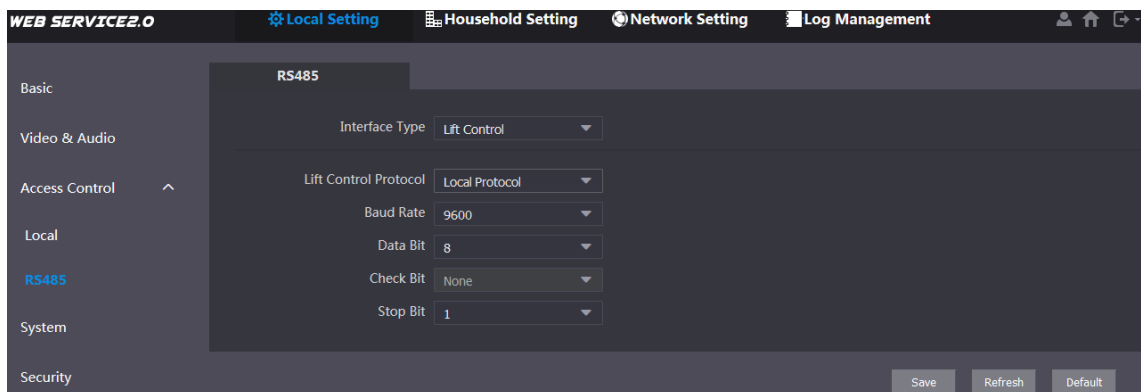 WEB SERVICE2.0
Local Setting
Household Setting
Network Setting
Log Management
Basic
Video & Audio
Access Control
Local
RS485
System
Security
RS485
Interface Type Lift Control
Lift Control Protocol Local Protocol
Baud Rate 9600
Data Bit 8
Check Bit None
Stop Bit 1
Save Refresh Default